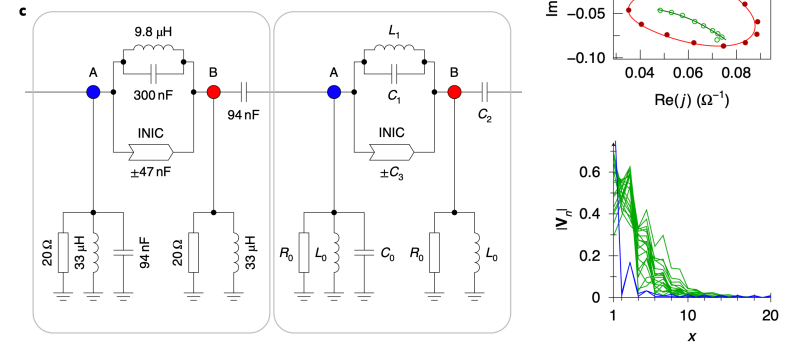 c
9.8 μH
A
B
300 nF
94 nF
INIC
±47 nF
20 Ω
33 μH
94 nF
20 Ω
33 μH
L1
A
B
C1
C2
INIC
±C3
R0
L0
C0
R0
L0
Im
−0.05
−0.10
0.04
0.06
0.08
Re(j) (Ω−1)
|Vn|
0.6
0.4
0.2
0
1
10
20
x